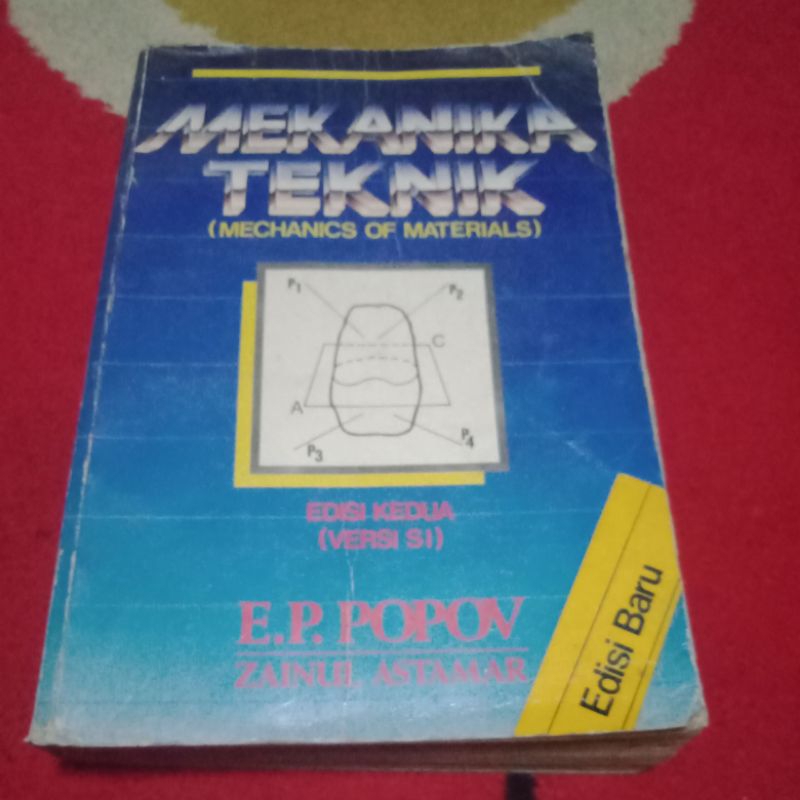 MEKANIKA
TEKNIK
(MECHANICS OF MATERIALS)
P1
P2
C
A
P3
P4
EDISI KEDUA
(VERSI SI)
E.P. POPOV
ZAINUL ASTAMAR
Edisi Baru